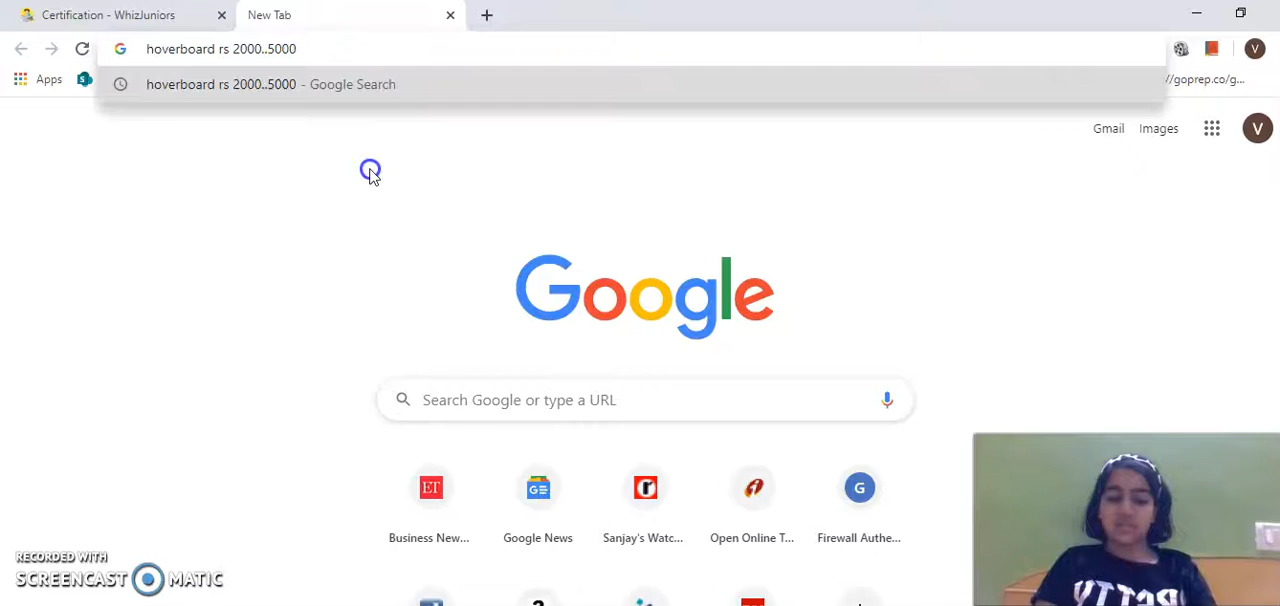 Certification - WhizJuniors
New Tab
hoverboard rs 2000..5000
hoverboard rs 2000..5000 - Google Search
Apps
//goprep.co/g...
Gmail Images
V
Google
Search Google or type a URL
ET
GE
G
Business New...
Google News
Sanjay's Watc...
Open Online T...
Firewall Authe...
RECORDED WITH
SCREENCAST MATIC